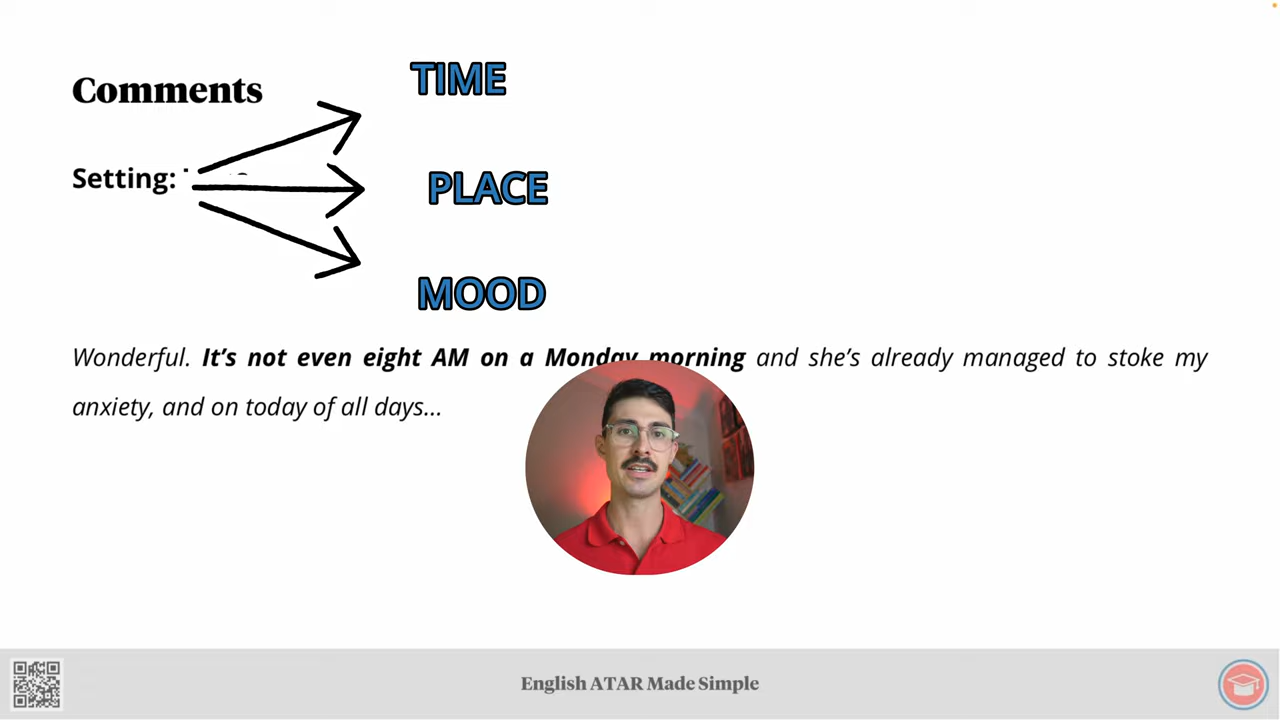 Comments
TIME
Setting:
PLACE
MOOD
Wonderful. It's not even eight AM on a Monday morning and she's already managed to stoke my
anxiety, and on today of all days...
English ATAR Made Simple